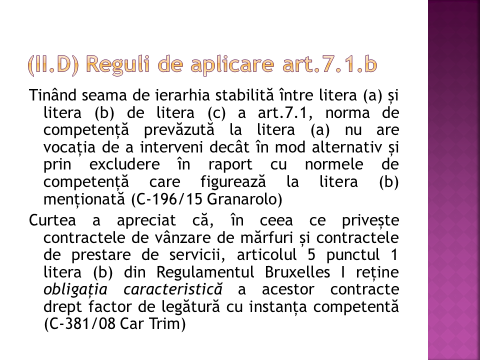 (II.D) Reguli de aplicare art.7.1.b
Tinând seama de ierarhia stabilită între litera (a) și
litera (b) de litera (c) a art.7.1, norma de
competență prevăzută la litera (a) nu are
vocația de a interveni decât în mod alternativ și
prin excludere în raport cu normele de
competență care figurează la litera (b)
menționată (C-196/15 Granarolo)
Curtea a apreciat că, în ceea ce privește
contractele de vânzare de mărfuri și contractele
de prestare de servicii, articolul 5 punctul 1
litera (b) din Regulamentul Bruxelles I reține
obligația caracteristică a acestor contracte
drept factor de legătură cu instanța competentă
(C-381/08 Car Trim)